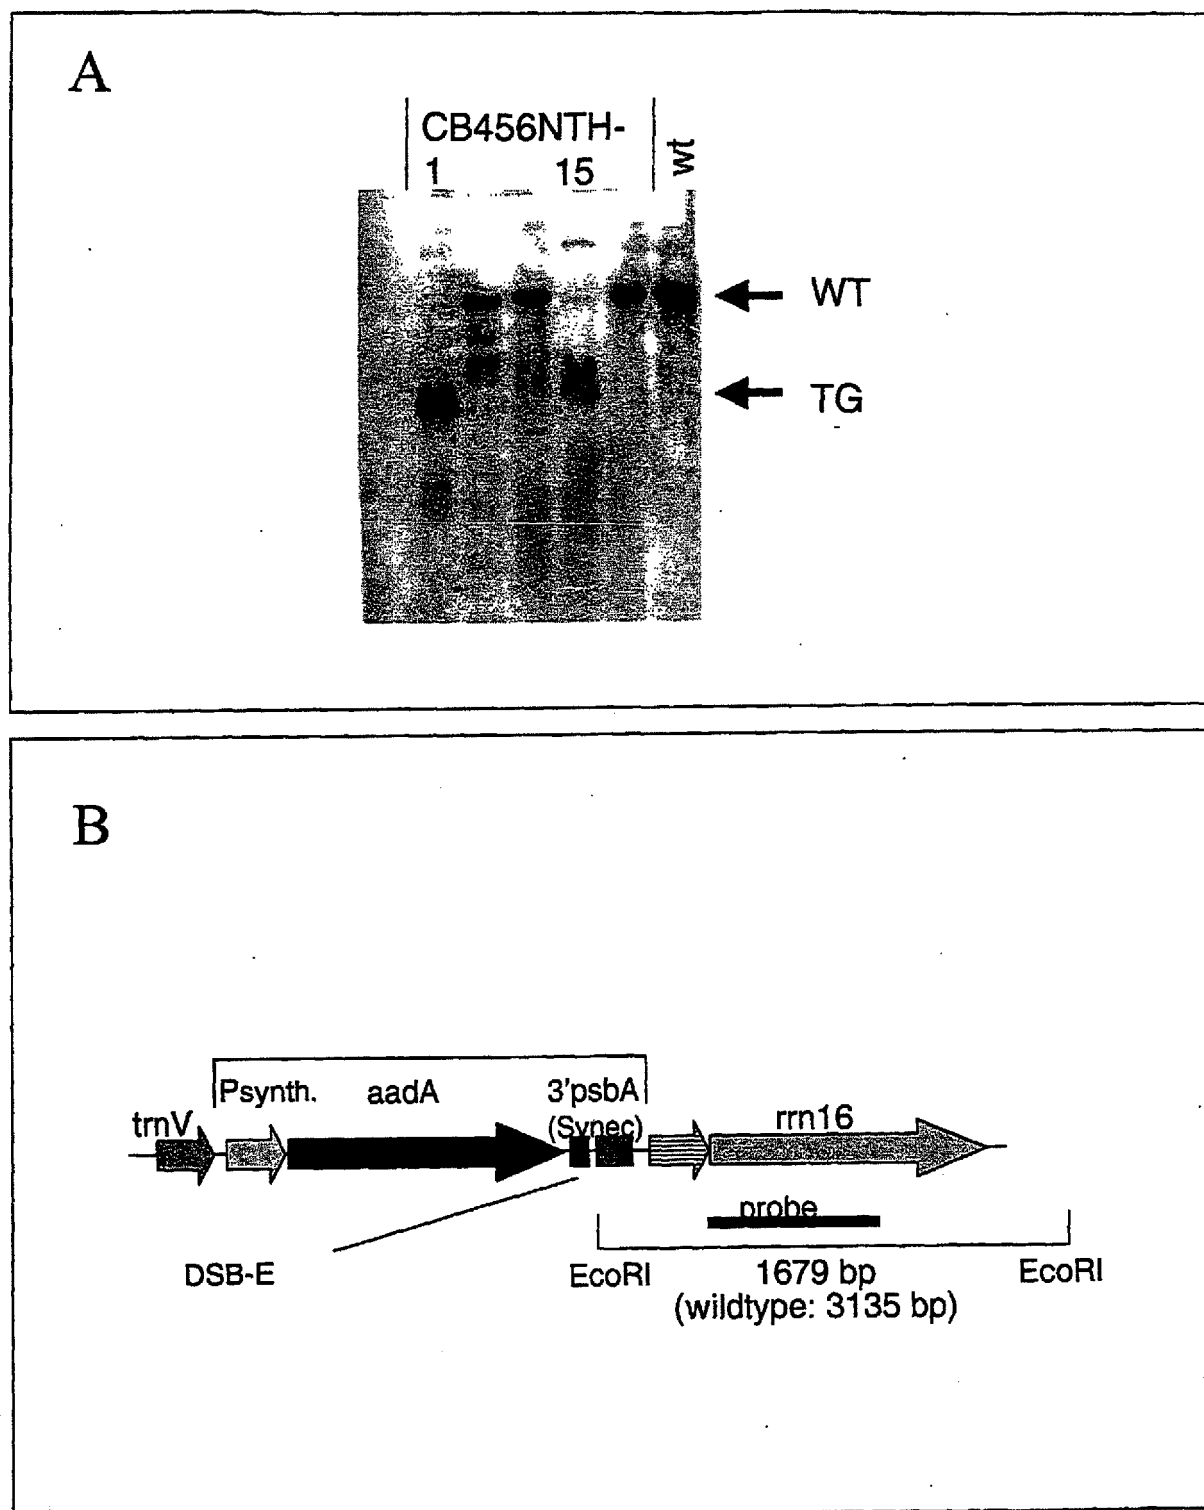 A
CB456NTH-
1 15 wt
WT
TG
B
Psynth. aadA 3'psbA
trnV (Synec) rrn16
probe
DSB-E EcoRI 1679 bp EcoRI
(wildtype: 3135 bp)